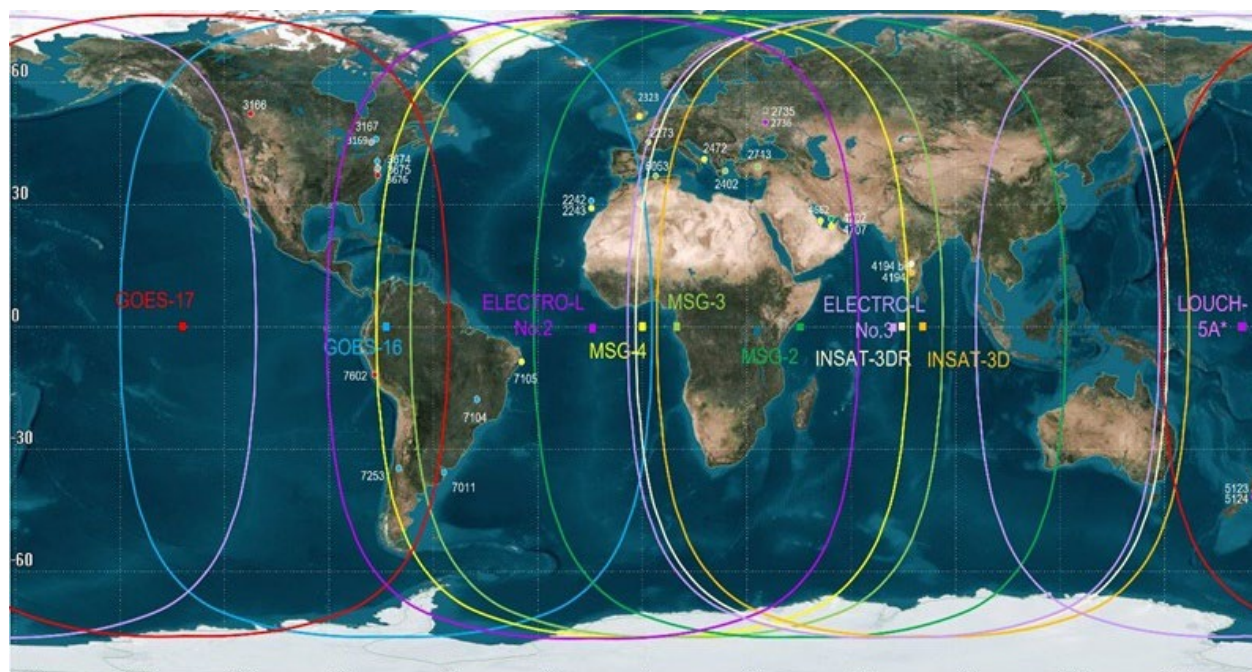 60
2323
2735
3166
2736
3167
2273
3169
2472
3674
2713
3675
3676
2402
30
2242
2243
4707
4194
GOES-17
ELECTRO-L
No.2
MSG-3
ELECTRO-L
No.3
LOUCH-
5A*
0
GOES-16
MSG-4
MSG-2
INSAT-3DR
INSAT-3D
7602
7105
7104
-30
7253
7011
5123
5124
-60